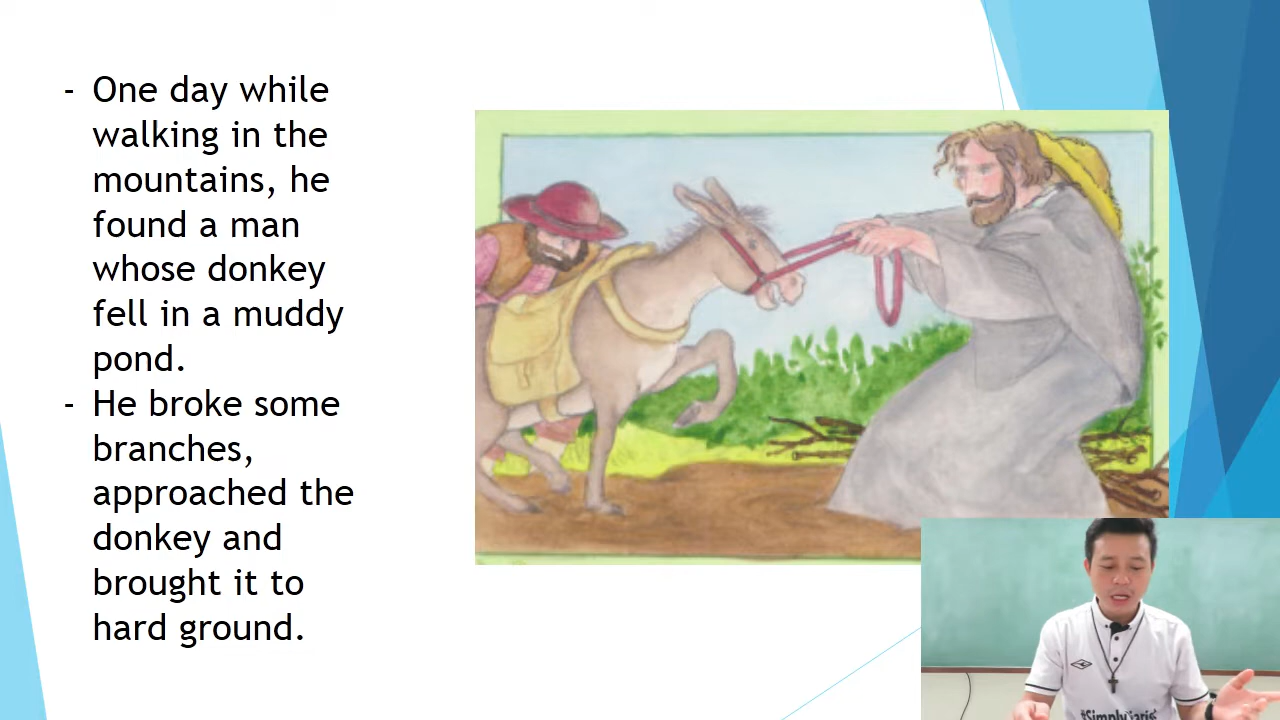 - One day while
walking in the
mountains, he
found a man
whose donkey
fell in a muddy
pond.
- He broke some
branches,
approached the
donkey and
brought it to
hard ground.